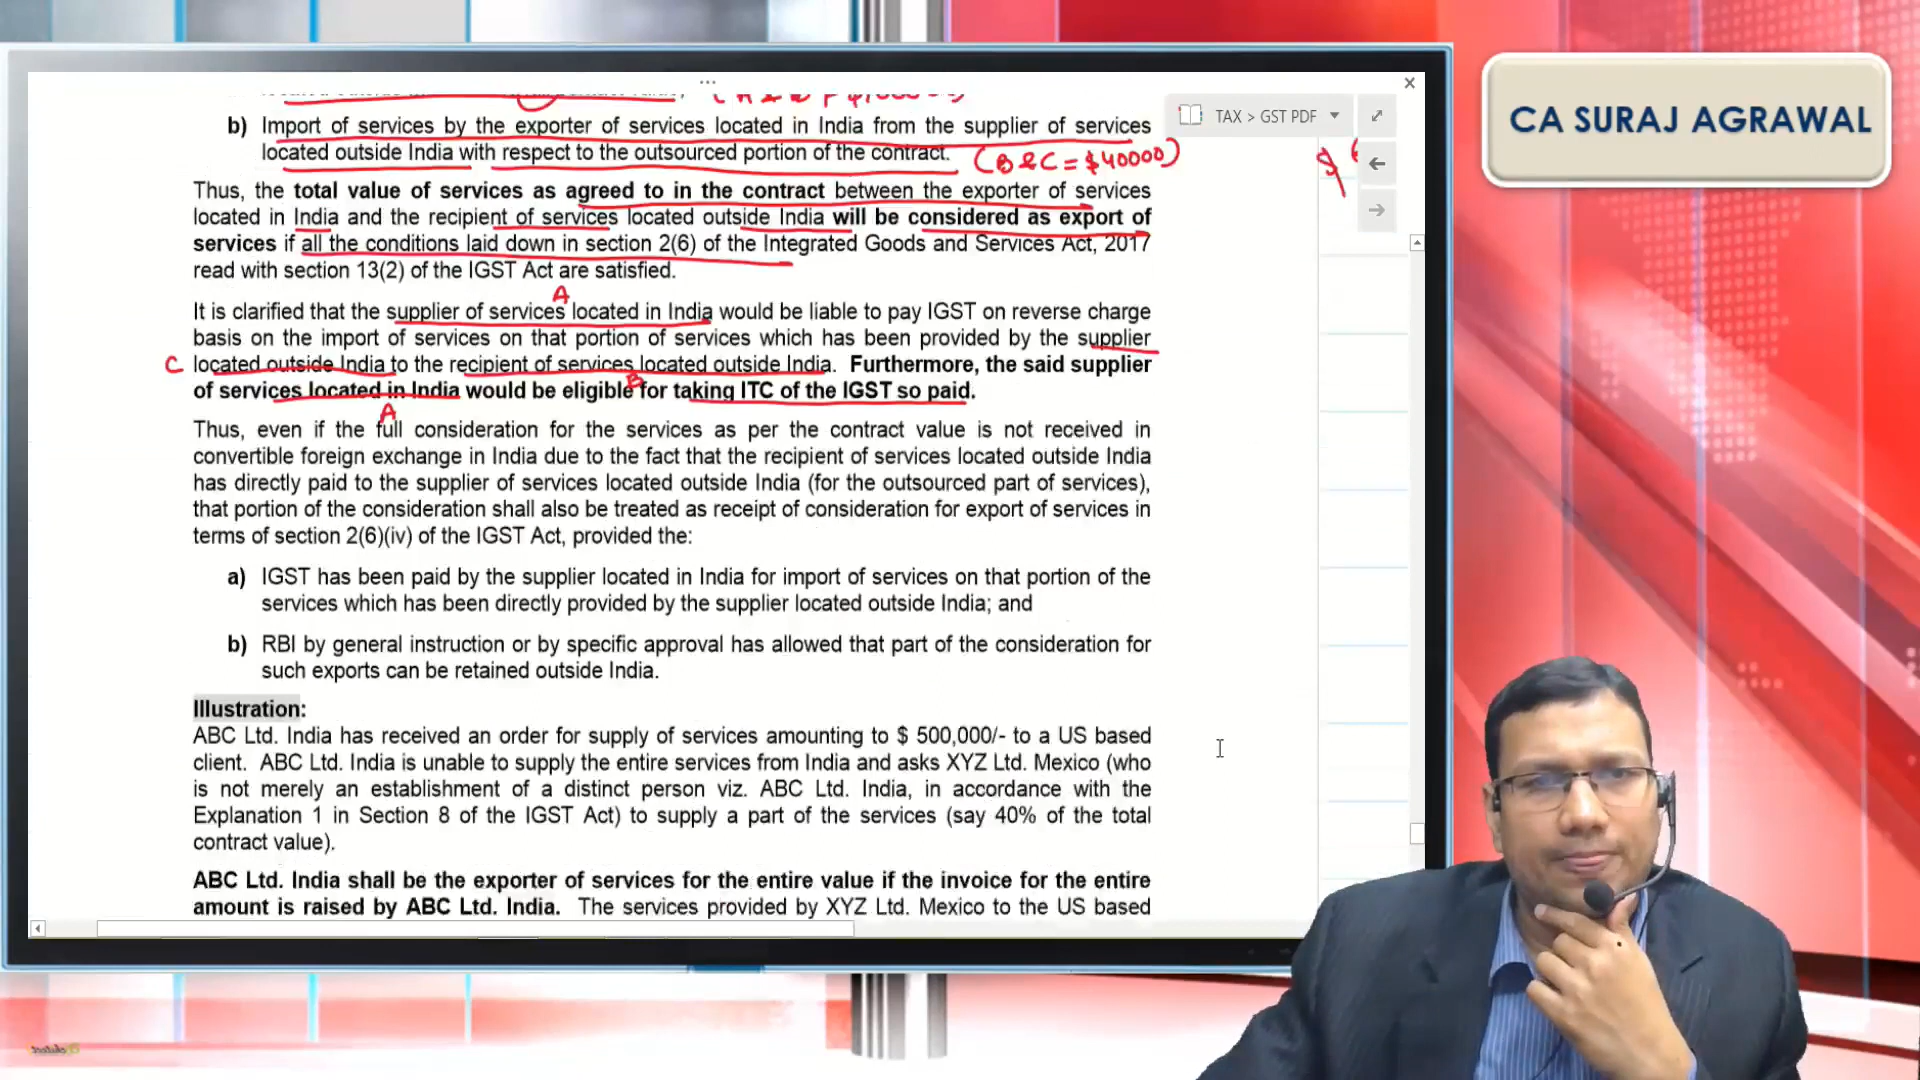 TAX > GST PDF
CA SURAJ AGRAWAL
b) Import of services by the exporter of services located in India from the supplier of services
located outside India with respect to the outsourced portion of the contract. (B & C = $40000)
Thus, the total value of services as agreed to in the contract between the exporter of services
located in India and the recipient of services located outside India will be considered as export of
services if all the conditions laid down in section 2(6) of the Integrated Goods and Services Act, 2017
read with section 13(2) of the IGST Act are satisfied.
A
It is clarified that the supplier of services located in India would be liable to pay IGST on reverse charge
basis on the import of services on that portion of services which has been provided by the supplier
C located outside India to the recipient of services located outside India. Furthermore, the said supplier
B
of services located in India would be eligible for taking ITC of the IGST so paid.
A
Thus, even if the full consideration for the services as per the contract value is not received in
convertible foreign exchange in India due to the fact that the recipient of services located outside India
has directly paid to the supplier of services located outside India (for the outsourced part of services),
that portion of the consideration shall also be treated as receipt of consideration for export of services in
terms of section 2(6)(iv) of the IGST Act, provided the:
a) IGST has been paid by the supplier located in India for import of services on that portion of the
services which has been directly provided by the supplier located outside India; and
b) RBI by general instruction or by specific approval has allowed that part of the consideration for
such exports can be retained outside India.
Illustration:
ABC Ltd. India has received an order for supply of services amounting to $ 500,000/- to a US based
client. ABC Ltd. India is unable to supply the entire services from India and asks XYZ Ltd. Mexico (who
is not merely an establishment of a distinct person viz. ABC Ltd. India, in accordance with the
Explanation 1 in Section 8 of the IGST Act) to supply a part of the services (say 40% of the total
contract value).
ABC Ltd. India shall be the exporter of services for the entire value if the invoice for the entire
amount is raised by ABC Ltd. India. The services provided by XYZ Ltd. Mexico to the US based